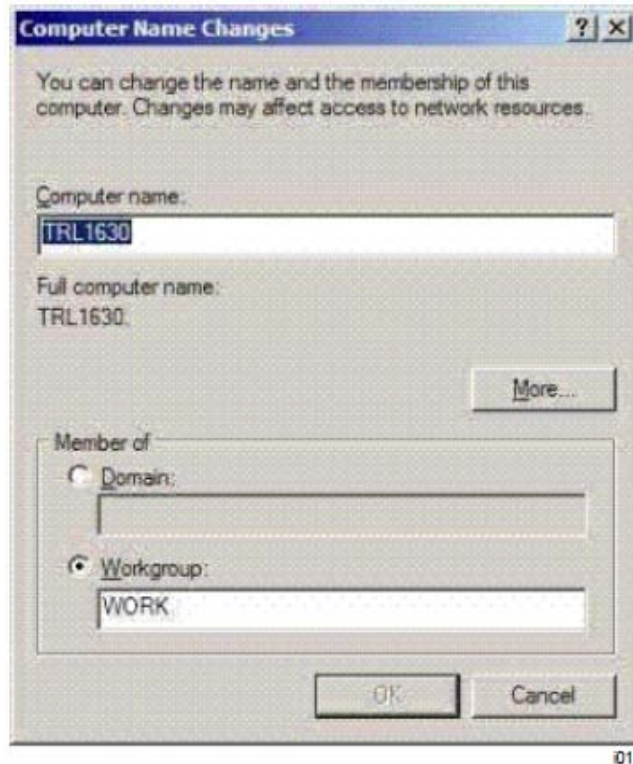 Computer Name Changes
You can change the name and the membership of this
computer. Changes may affect access to network resources.
Computer name:
TRL1630
Full computer name:
TRL1630.
More...
Member of
Domain:
Workgroup:
WORK
OK
Cancel
i01